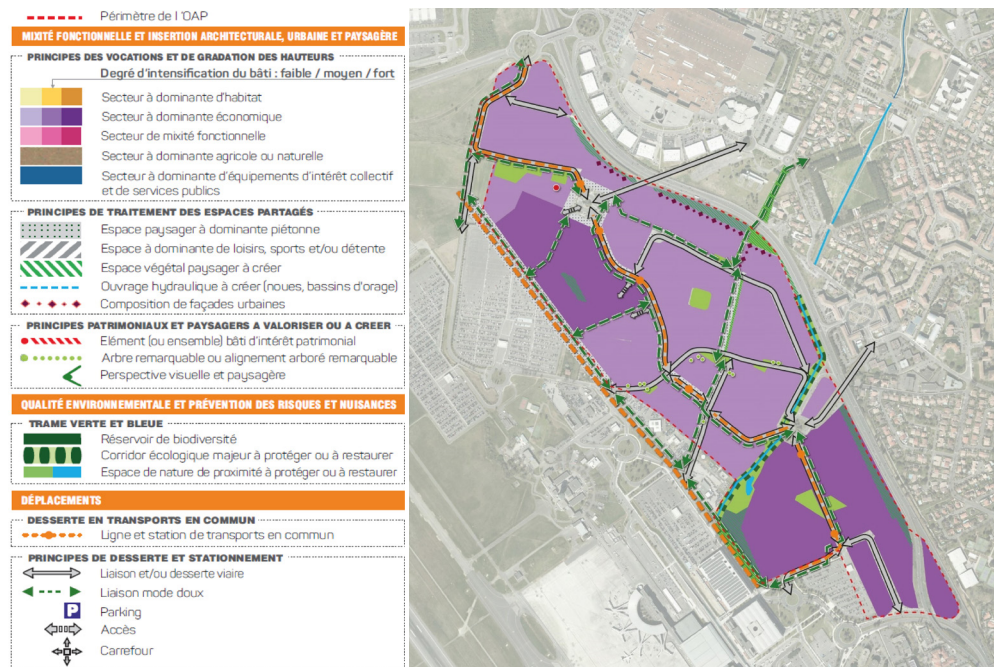 Périmètre de l 'OAP
MIXITÉ FONCTIONNELLE ET INSERTION ARCHITECTURALE, URBAINE ET PAYSAGÈRE
PRINCIPES DES VOCATIONS ET DE GRADATION DES HAUTEURS
Degré d'intensification du bâti : faible / moyen / fort
Secteur à dominante d'habitat
Secteur à dominante économique
Secteur de mixité fonctionnelle
Secteur à dominante agricole ou naturelle
Secteur à dominante d'équipements d'intérêt collectif
et de services publics
PRINCIPES DE TRAITEMENT DES ESPACES PARTAGÉS
Espace paysager à dominante piétonne
Espace à dominante de loisirs, sports et/ou détente
Espace végétal paysager à créer
Ouvrage hydraulique à créer (noues, bassins d'orage)
Composition de façades urbaines
PRINCIPES PATRIMONIAUX ET PAYSAGERS A VALORISER OU A CREER
Elément (ou ensemble) bâti d'intérêt patrimonial
Arbre remarquable ou alignement arboré remarquable
Perspective visuelle et paysagère
QUALITÉ ENVIRONNEMENTALE ET PRÉVENTION DES RISQUES ET NUISANCES
TRAME VERTE ET BLEUE
Réservoir de biodiversité
Corridor écologique majeur à protéger ou à restaurer
Espace de nature de proximité à protéger ou à restaurer
DÉPLACEMENTS
DESSERTE EN TRANSPORTS EN COMMUN
Ligne et station de transports en commun
PRINCIPES DE DESSERTE ET STATIONNEMENT
Liaison et/ou desserte viaire
Liaison mode doux
P Parking
Accès
Carrefour